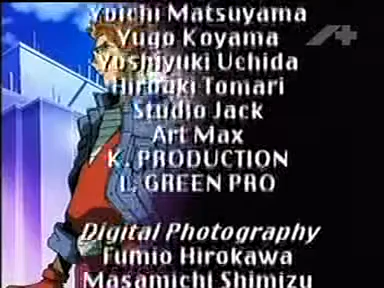 Yoichi Matsuyama
Yugo Koyama
Yoshiyuki Uchida
Hiroaki Tomari
Studio Jack
Art Max
K. PRODUCTION
L. GREEN PRO
Digital Photography
Fumio Hirokawa
Masamichi Shimizu